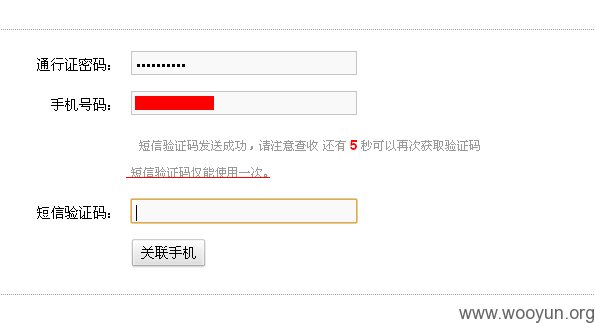 通行证密码：
手机号码：
短信验证码发送成功，请注意查收 还有 5 秒可以再次获取验证码
短信验证码仅能使用一次。
短信验证码：
关联手机
www.wooyun.org